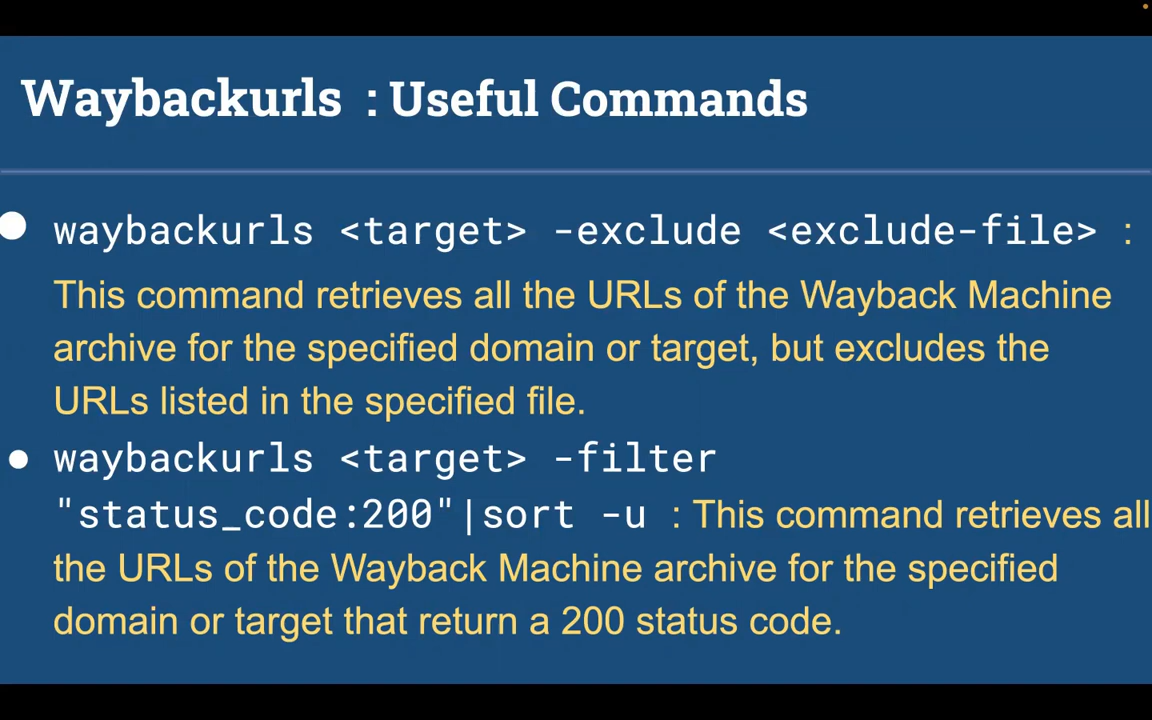 Waybackurls : Useful Commands
waybackurls <target> -exclude <exclude-file> :
This command retrieves all the URLs of the Wayback Machine
archive for the specified domain or target, but excludes the
URLs listed in the specified file.
waybackurls <target> -filter
"status_code:200"|sort -u : This command retrieves all
the URLs of the Wayback Machine archive for the specified
domain or target that return a 200 status code.